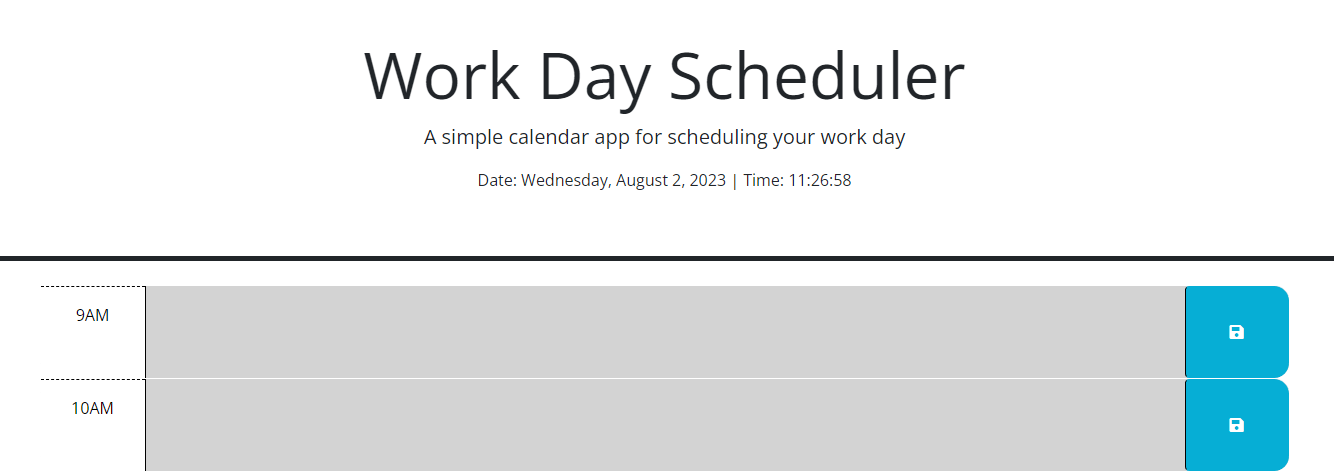 Work Day Scheduler
A simple calendar app for scheduling your work day
Date: Wednesday, August 2, 2023 | Time: 11:26:58
9AM
10AM